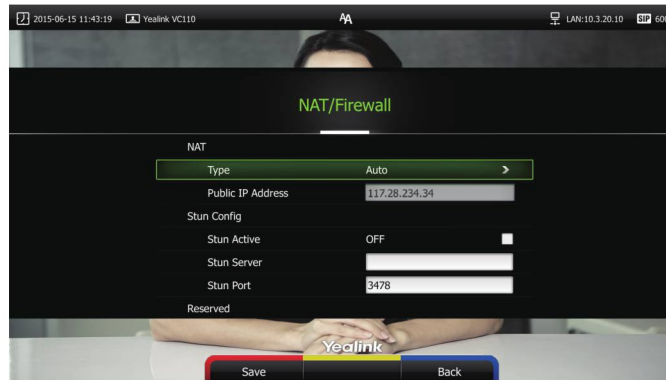 2015-06-15 11:43:19 Yealink VC110 AA LAN:10.3.20.10 SIP 600
NAT/Firewall
NAT
Type Auto >
Public IP Address 117.28.234.34
Stun Config
Stun Active OFF
Stun Server
Stun Port 3478
Reserved
Yealink
Save Back